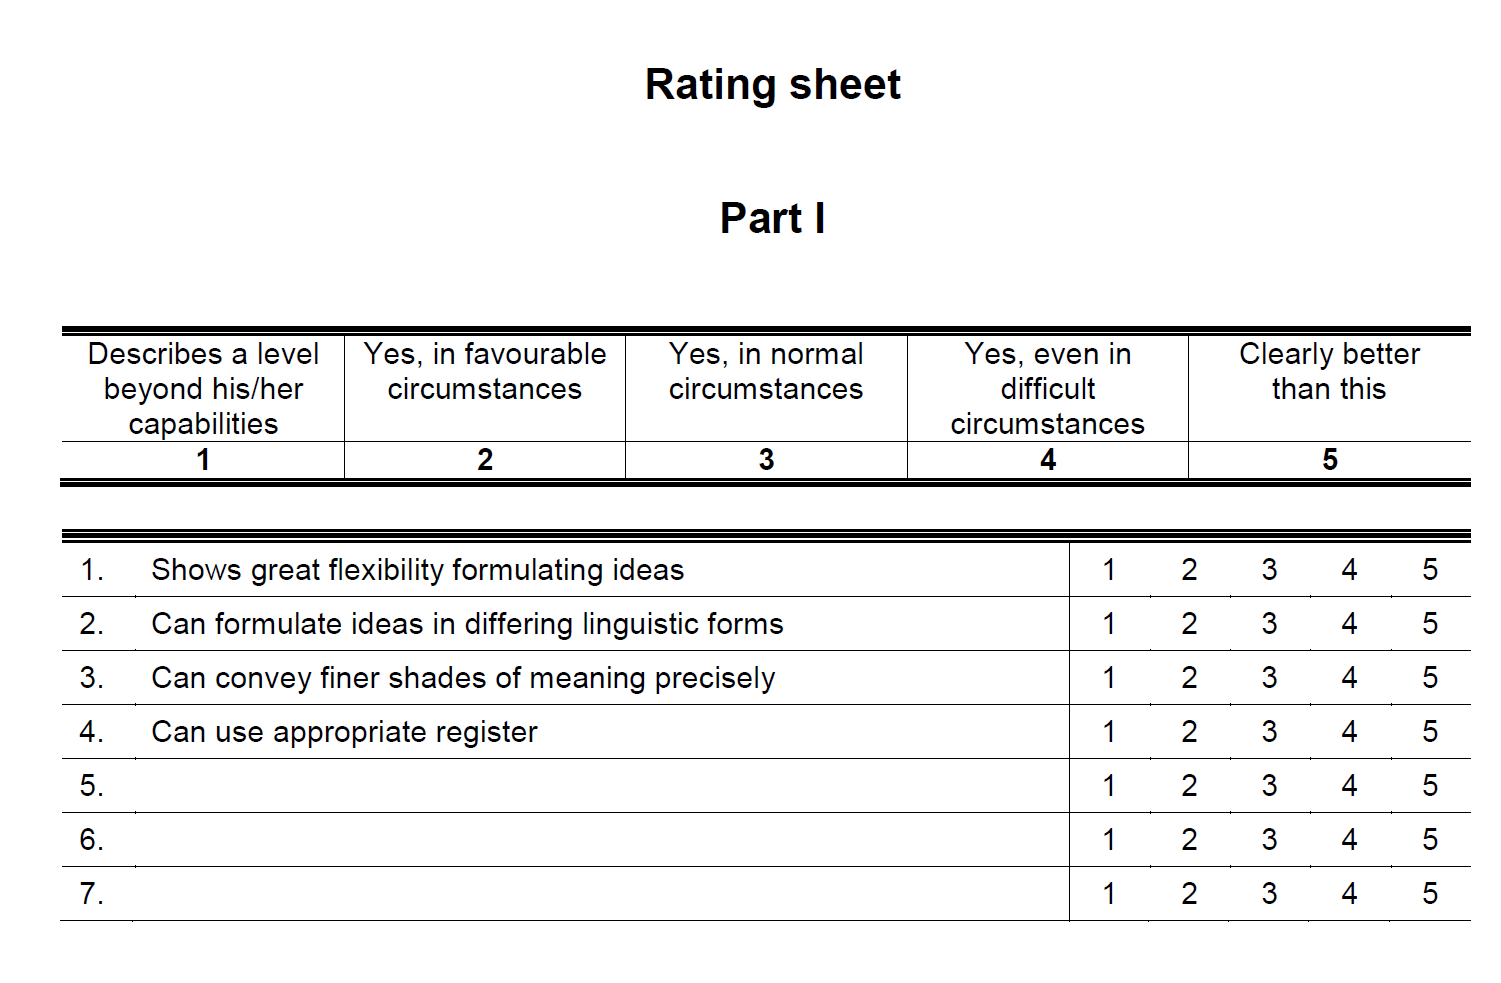 Rating sheet
Part I
Describes a level beyond his/her capabilities | Yes, in favourable circumstances | Yes, in normal circumstances | Yes, even in difficult circumstances | Clearly better than this
1 2 3 4 5
1. Shows great flexibility formulating ideas 1 2 3 4 5
2. Can formulate ideas in differing linguistic forms 1 2 3 4 5
3. Can convey finer shades of meaning precisely 1 2 3 4 5
4. Can use appropriate register 1 2 3 4 5
5. 1 2 3 4 5
6. 1 2 3 4 5
7. 1 2 3 4 5